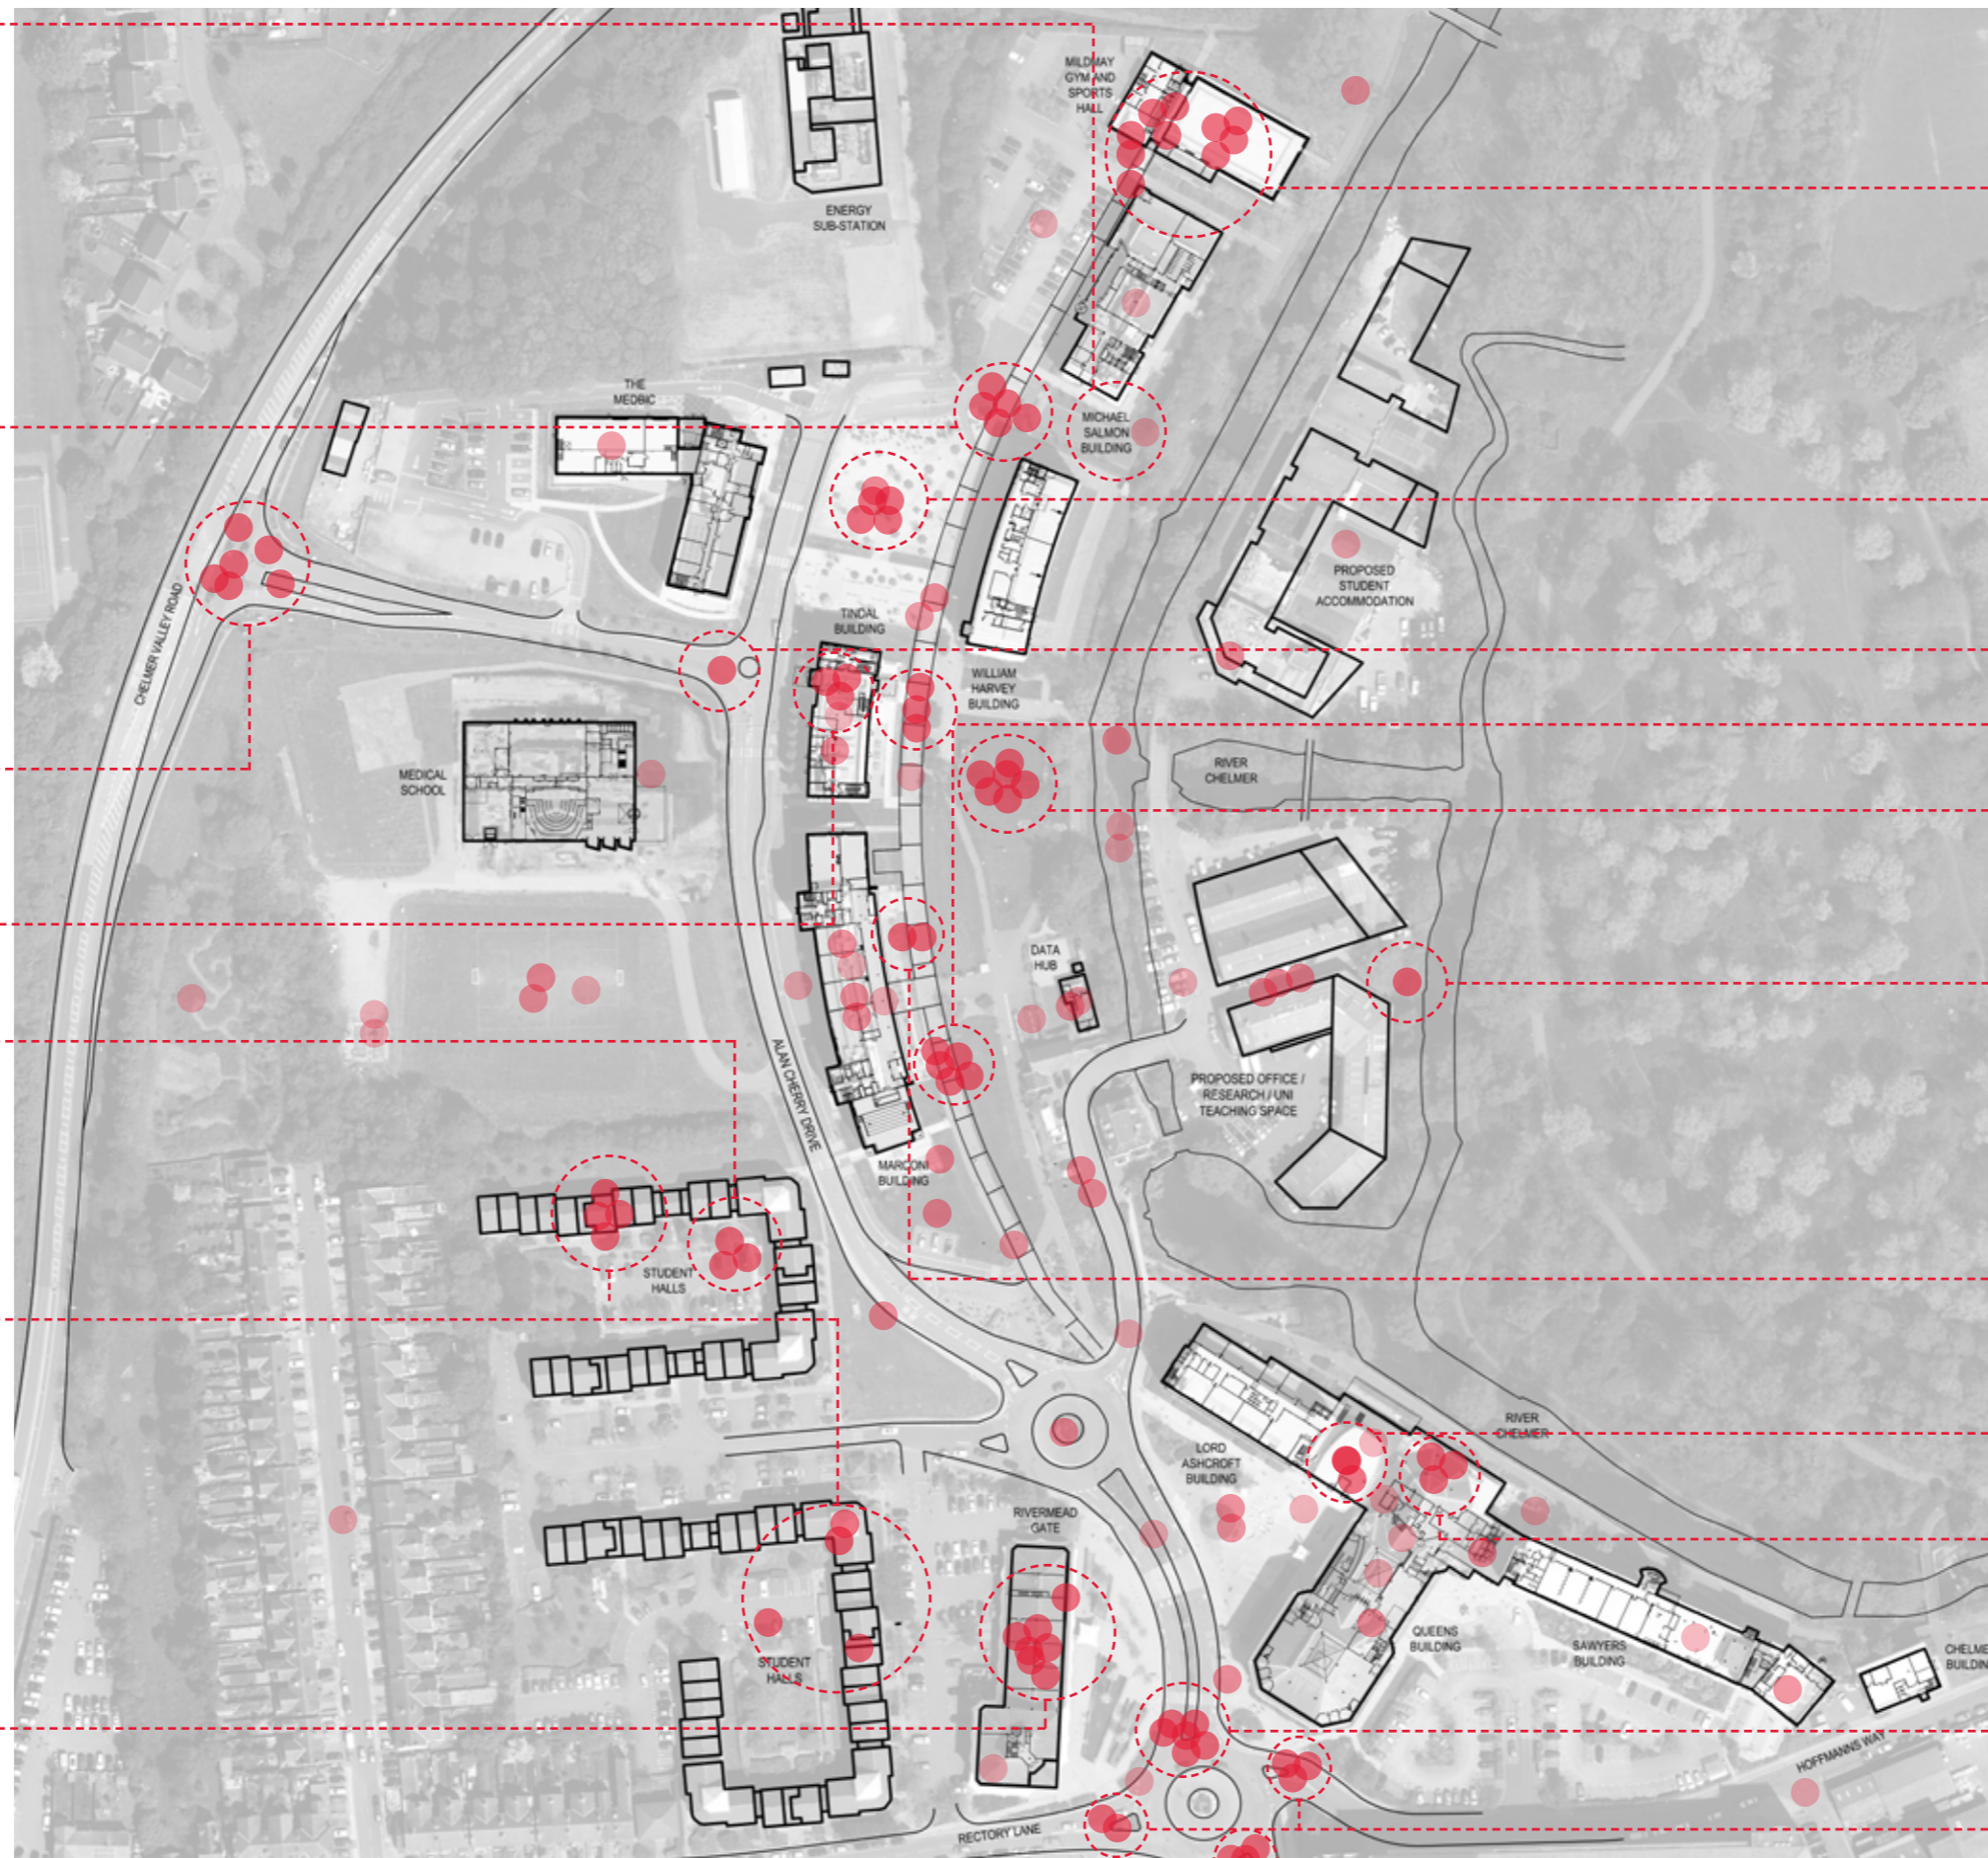 MILDMAY
GYM AND
SPORTS
HALL
ENERGY
SUB-STATION
THE
MEDBIC
MICHAEL
SALMON
BUILDING
PROPOSED
STUDENT
ACCOMMODATION
CHELMER VALLEY ROAD
TINDAL
BUILDING
WILLIAM
HARVEY
BUILDING
MEDICAL
SCHOOL
RIVER
CHELMER
DATA
HUB
ALAN CHERRY DRIVE
PROPOSED OFFICE /
RESEARCH / UNI
TEACHING SPACE
MARCONI
BUILDING
STUDENT
HALLS
RIVER
CHELMER
LORD
ASHCROFT
BUILDING
RIVERMEAD
GATE
QUEENS
BUILDING
SAWYERS
BUILDING
CHELME
BUILDIN
STUDENT
HALLS
HOFFMANNS WAY
RECTORY LANE